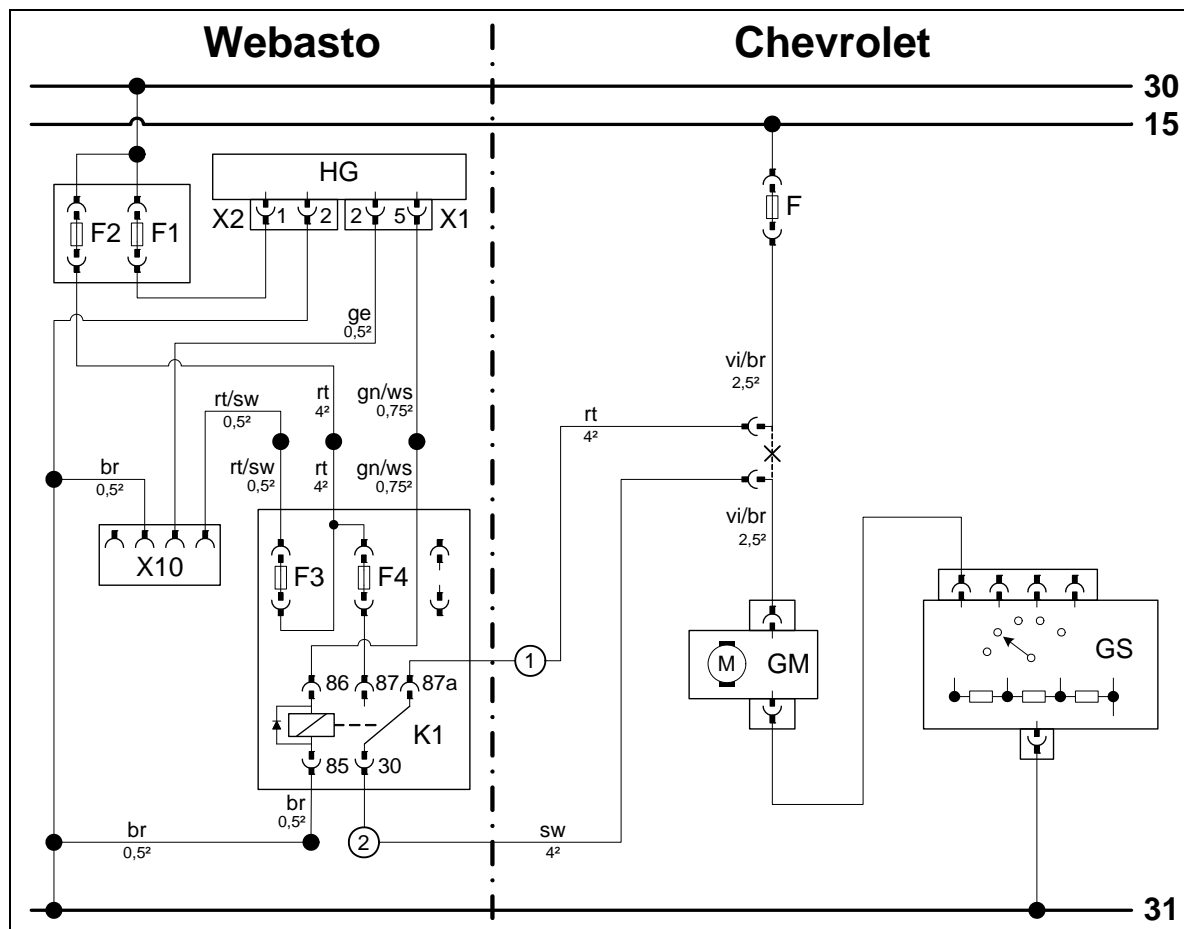 Webasto
Chevrolet
30
15
HG
X2 1 2 2 5 X1
F2 F1
F
ge
0,5²
rt/sw
0,5²
rt
4²
gn/ws
0,75²
vi/br
2,5²
rt
4²
br
0,5²
rt/sw
0,5²
rt
4²
gn/ws
0,75²
vi/br
2,5²
X10
F3 F4
1
M GM
GS
86 87 87a
K1
85 30
br
0,5²
br
0,5²
2
sw
4²
31